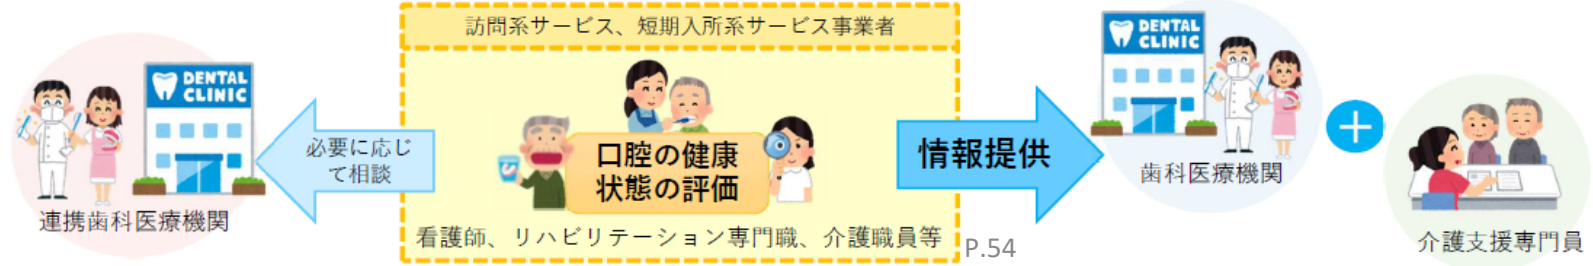 訪問系サービス、短期入所系サービス事業者
DENTAL
CLINIC
必要に応じ
て相談
連携歯科医療機関
口腔の健康
状態の評価
看護師、リハビリテーション専門職、介護職員等
情報提供
P.54
DENTAL
CLINIC
歯科医療機関
介護支援専門員